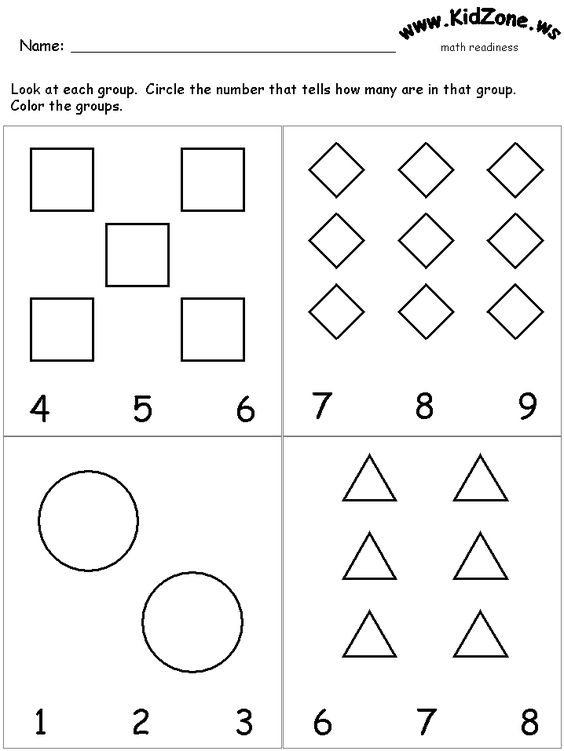 www.KidZone.ws
Name:
math readiness
Look at each group. Circle the number that tells how many are in that group.
Color the groups.
4 5 6
7 8 9
1 2 3
6 7 8